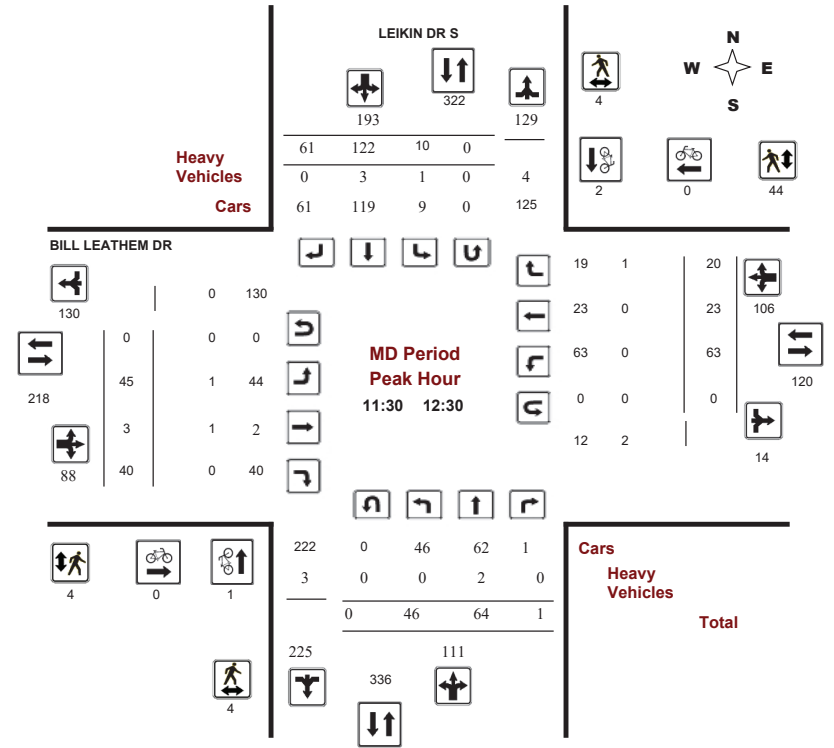 LEIKIN DR S
N
W E
S
322
4
193 129
61 122 10 0
Heavy
Vehicles
0 3 1 0 4
Cars
61 119 9 0 125
2 0 44
BILL LEATHEM DR
130
0 130
19 1 20
106
0 0 0
23 0 23
218
45 1 44
MD Period
Peak Hour
11:30 12:30
63 0 63
120
3 1 2
0 0 0
88
40 0 40
12 2
14
222 0 46 62 1
Cars
3 0 0 2 0
Heavy
Vehicles
0 46 64 1
Total
4 0 1
225 111
336
4